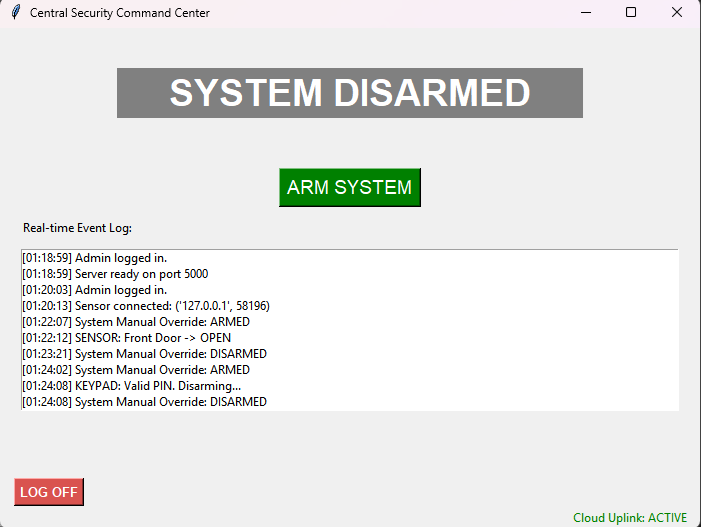 Central Security Command Center
SYSTEM DISARMED
ARM SYSTEM
Real-time Event Log:
[01:18:59] Admin logged in.
[01:18:59] Server ready on port 5000
[01:20:03] Admin logged in.
[01:20:13] Sensor connected: ('127.0.0.1', 58196)
[01:22:07] System Manual Override: ARMED
[01:22:12] SENSOR: Front Door -> OPEN
[01:23:21] System Manual Override: DISARMED
[01:24:02] System Manual Override: ARMED
[01:24:08] KEYPAD: Valid PIN. Disarming...
[01:24:08] System Manual Override: DISARMED
LOG OFF
Cloud Uplink: ACTIVE